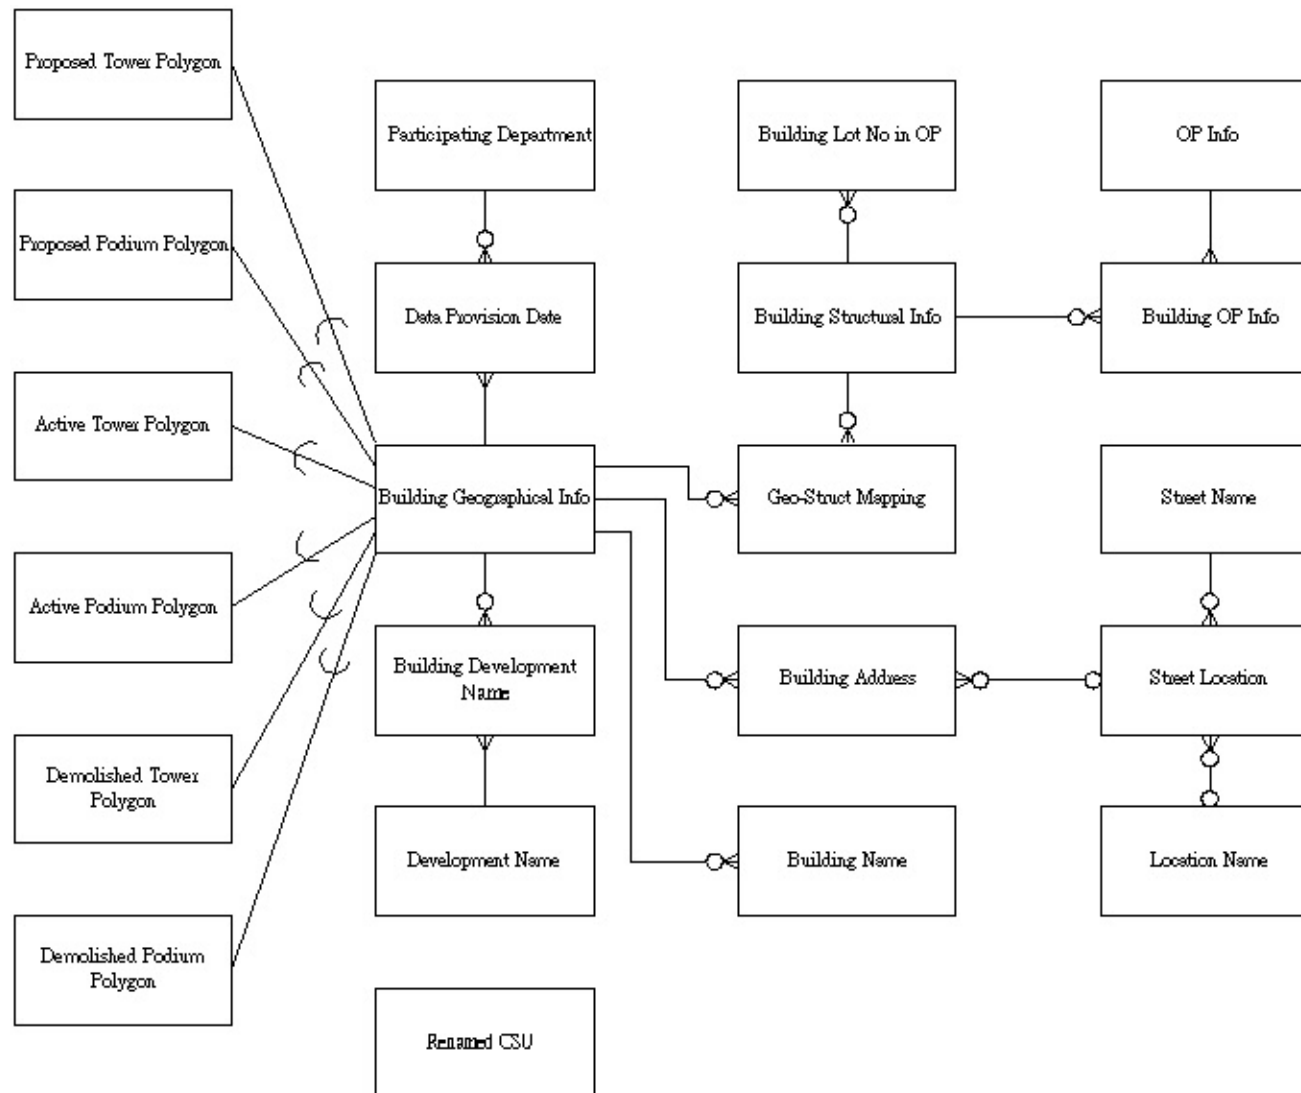 Proposed Tower Polygon
Participating Department
Building Lot No in OP
OP Info
Proposed Podium Polygon
Data Provision Date
Building Structural Info
Building OP Info
Active Tower Polygon
Building Geographical Info
Geo-Struct Mapping
Street Name
Active Podium Polygon
Building Development
Name
Building Address
Street Location
Demolished Tower
Polygon
Development Name
Building Name
Location Name
Demolished Podium
Polygon
Renamed CSU